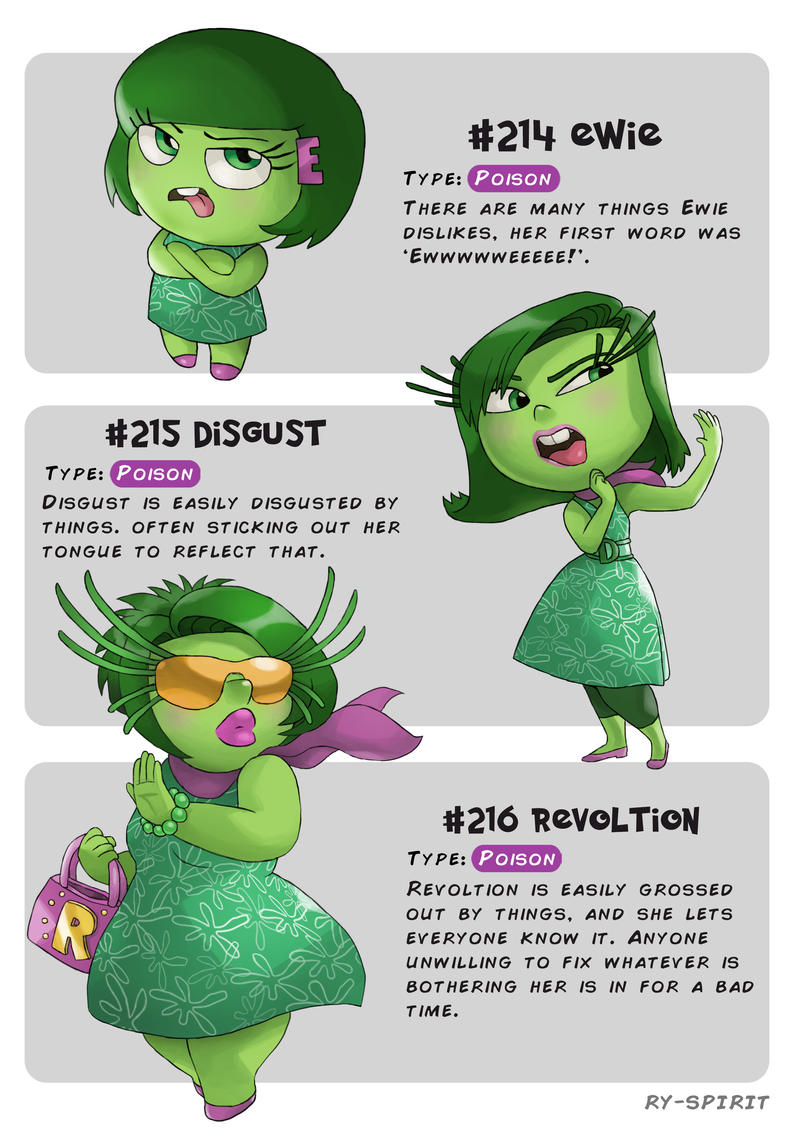 E
#214 Ewie
Type: Poison
There are many things Ewie
dislikes, her first word was
‘Ewwwwweeeee!’.
#215 Disgust
Type: Poison
Disgust is easily disgusted by
things. often sticking out her
tongue to reflect that.
R
#216 Revoltion
Type: Poison
Revoltion is easily grossed
out by things, and she lets
everyone know it. Anyone
unwilling to fix whatever is
bothering her is in for a bad
time.
RY-SPIRIT